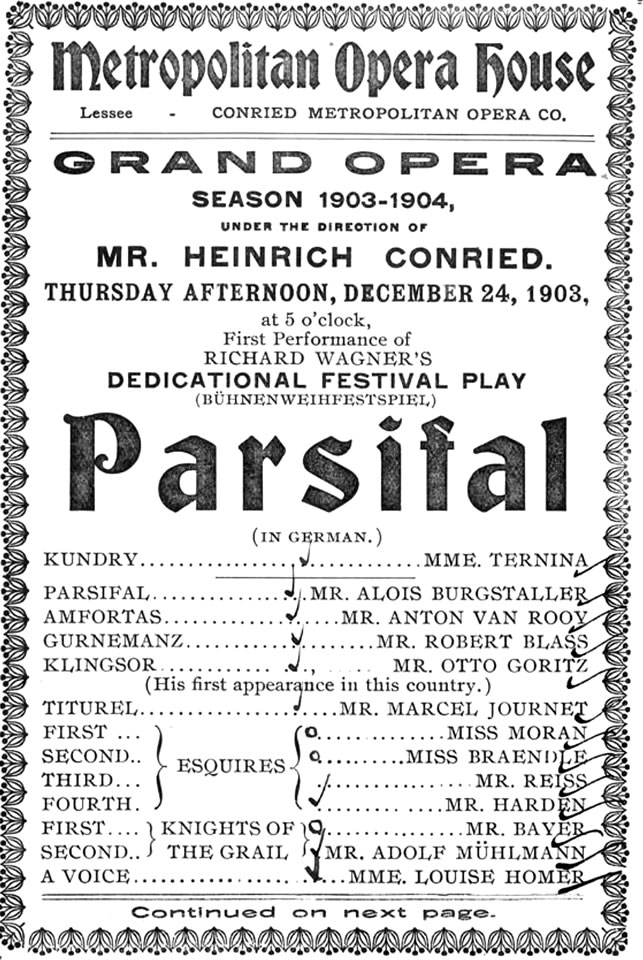 Metropolitan Opera House
Lessee - CONRIED METROPOLITAN OPERA CO.
GRAND OPERA
SEASON 1903-1904,
UNDER THE DIRECTION OF
MR. HEINRICH CONRIED.
THURSDAY AFTERNOON, DECEMBER 24, 1903,
at 5 o'clock,
First Performance of
RICHARD WAGNER'S
DEDICATIONAL FESTIVAL PLAY
(BÜHNENWEIHFESTSPIEL)
Parsifal
(IN GERMAN.)
KUNDRY............................MME. TERNINA
PARSIFAL................MR. ALOIS BURGSTALLER
AMFORTAS................MR. ANTON VAN ROOY
GURNEMANZ......................MR. ROBERT BLASS
KLINGSOR................, ..... MR. OTTO GORITZ
(His first appearance in this country.)
TITUREL....................MR. MARCEL JOURNET
FIRST ... ESQUIRES ............MISS MORAN
SECOND.. ........MISS BRAENDLE
THIRD... ..............MR. REISS
FOURTH. ............MR. HARDEN
FIRST.... KNIGHTS OF ............MR. BAYER
SECOND.. THE GRAIL MR. ADOLF MÜHLMANN
A VOICE....................MME. LOUISE HOMER
Continued on next page.